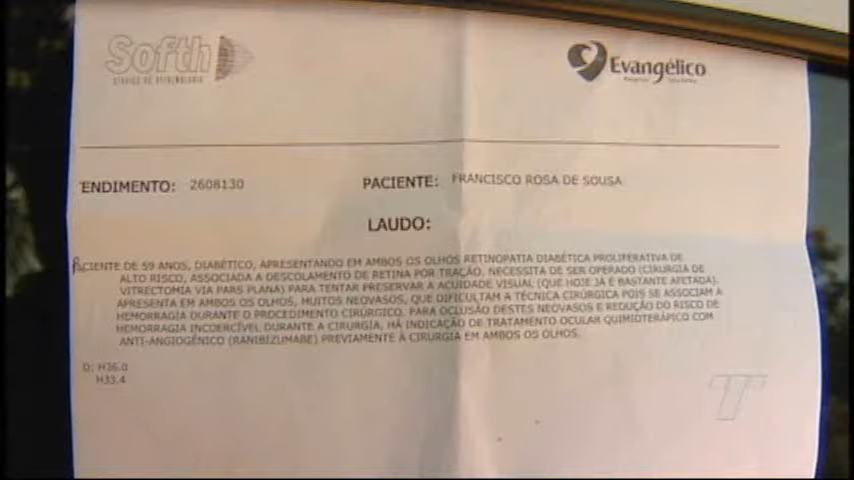 Softh
SERVIÇO DE OFTALMOLOGIA
Evangélico
ENDIMENTO: 2608130
PACIENTE: FRANCISCO ROSA DE SOUSA
LAUDO:
PACIENTE DE 59 ANOS, DIABÉTICO, APRESENTANDO EM AMBOS OS OLHOS RETINOPATIA DIABÉTICA PROLIFERATIVA DE
ALTO RISCO, ASSOCIADA A DESCOLAMENTO DE RETINA POR TRAÇÃO. NECESSITA DE SER OPERADO (CIRURGIA DE
VITRECTOMIA VIA PARS PLANA) PARA TENTAR PRESERVAR A ACUIDADE VISUAL (QUE HOJE JÁ É BASTANTE AFETADA).
APRESENTA EM AMBOS OS OLHOS, MUITOS NEOVASOS, QUE DIFICULTAM A TÉCNICA CIRÚRGICA POIS SE ASSOCIAM A
HEMORRAGIA DURANTE O PROCEDIMENTO CIRÚRGICO. PARA OCLUSÃO DESTES NEOVASOS E REDUÇÃO DO RISCO DE
HEMORRAGIA INCOERCÍVEL DURANTE A CIRURGIA, HÁ INDICAÇÃO DE TRATAMENTO OCULAR QUIMIOTERÁPICO COM
ANTI-ANGIOGÊNICO (RANIBIZUMABE) PREVIAMENTE À CIRURGIA EM AMBOS OS OLHOS.
D: H36.0
H33.4